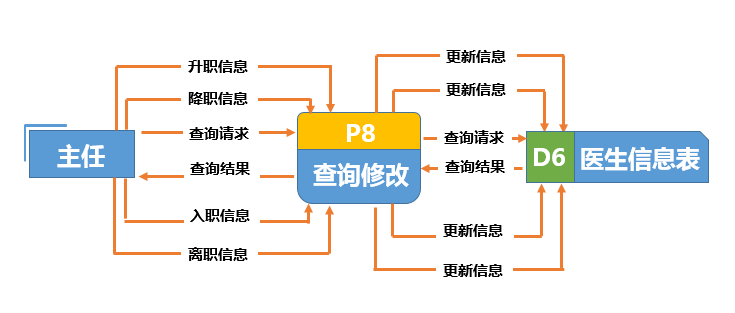 升职信息
更新信息
降职信息
更新信息
主任
查询请求
P8
查询修改
查询请求
D6 医生信息表
查询结果
查询结果
入职信息
更新信息
离职信息
更新信息